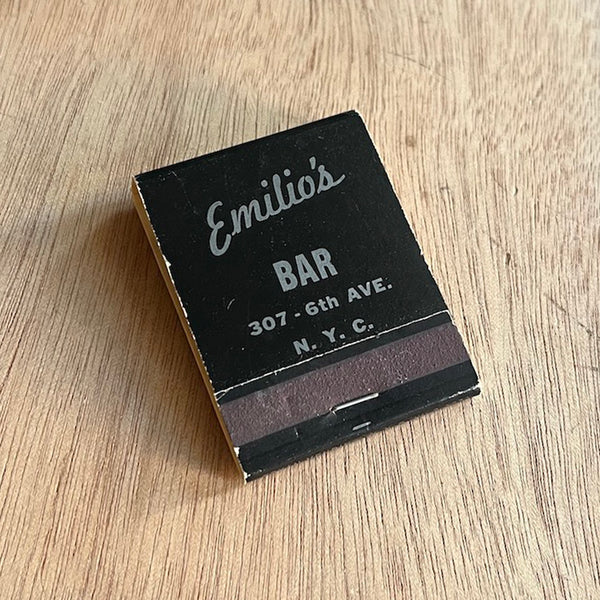 Emilio's
BAR
307 - 6th AVE.
N. Y. C.